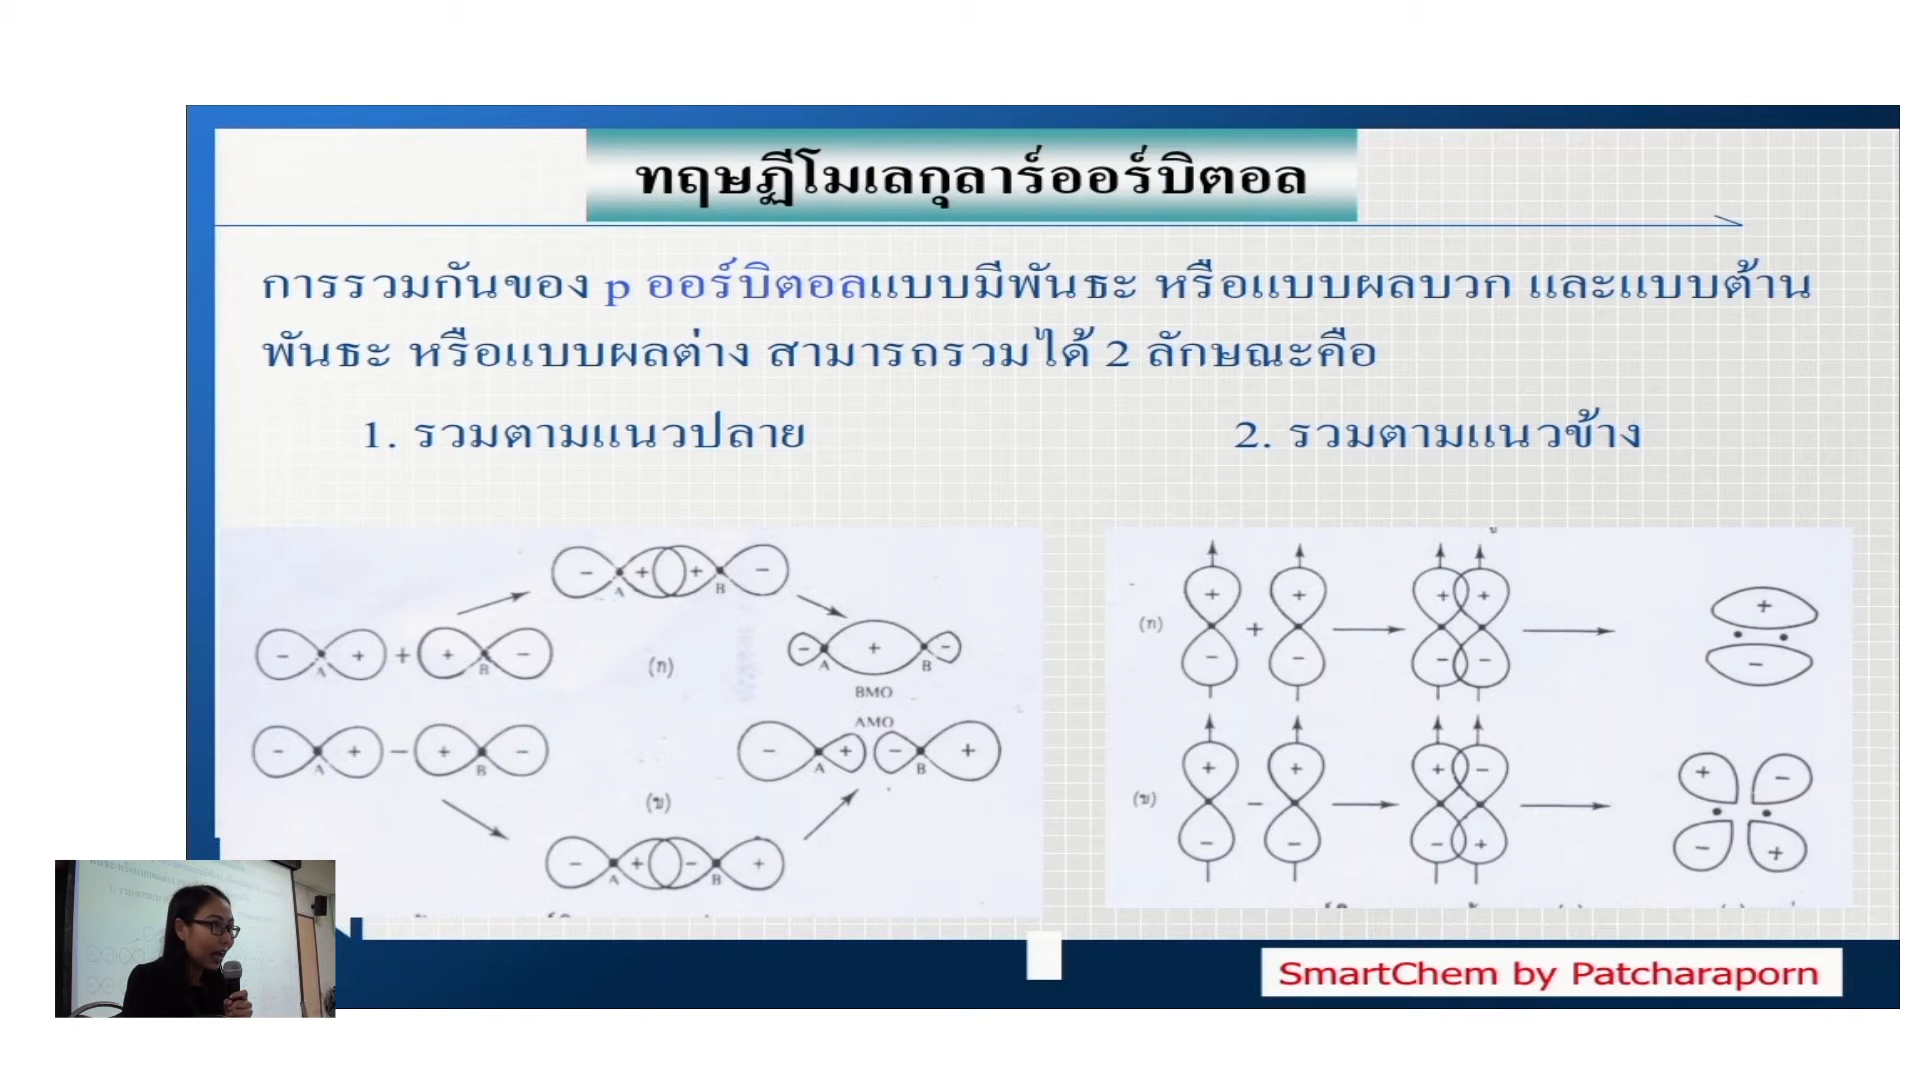 ทฤษฎีโมเลกุลาร์ออร์บิตอล
การรวมกันของ p ออร์บิตอลแบบมีพันธะ หรือแบบผลบวก และแบบต้าน
พันธะ หรือแบบผลต่าง สามารถรวมได้ 2 ลักษณะคือ
1. รวมตามแนวปลาย
2. รวมตามแนวข้าง
- A + + B -
- A + + + B -
(ก)
- A + B -
BMO
- A + − + B -
AMO
- A + - B +
(ข)
- A + - B +
(ก)
+ + +
+ +
+
- -
- -
-
(ข)
+ − +
+ -
+ -
- -
- +
- +
SmartChem by Patcharaporn